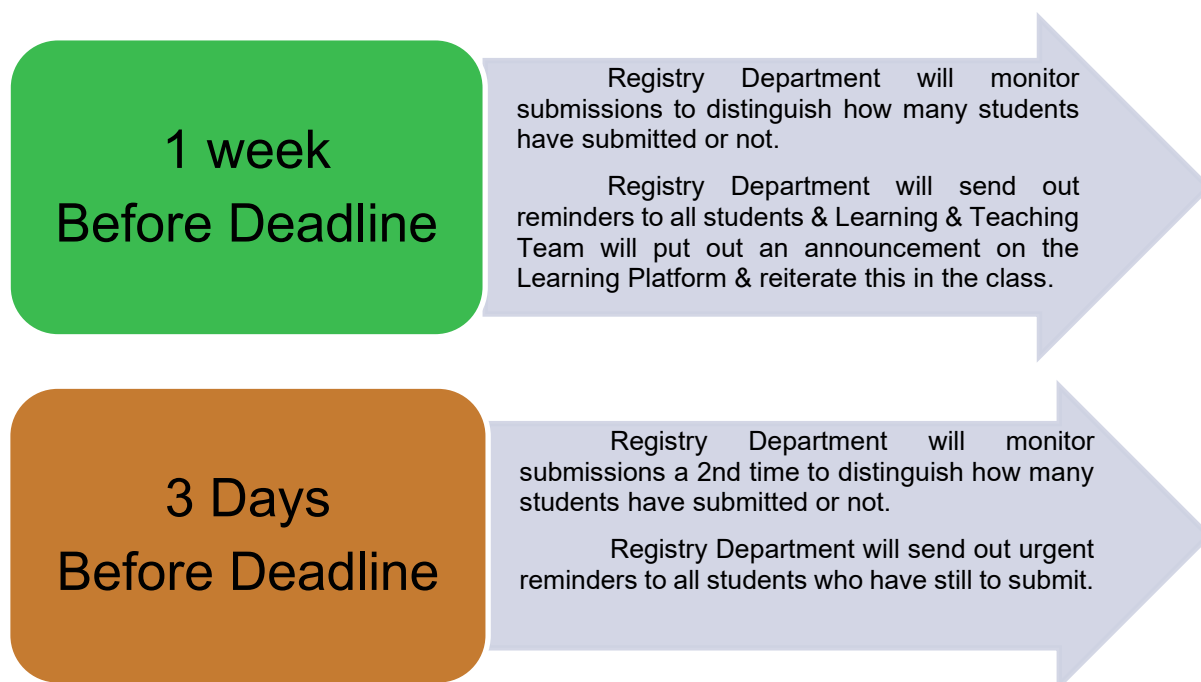 1 week
Before Deadline
Registry Department will monitor
submissions to distinguish how many students
have submitted or not.
Registry Department will send out
reminders to all students & Learning & Teaching
Team will put out an announcement on the
Learning Platform & reiterate this in the class.
3 Days
Before Deadline
Registry Department will monitor
submissions a 2nd time to distinguish how many
students have submitted or not.
Registry Department will send out urgent
reminders to all students who have still to submit.